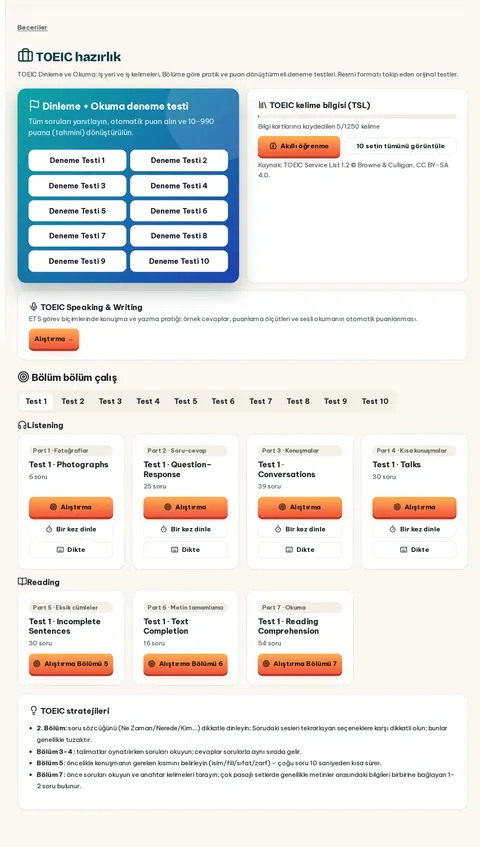 Beceriler
TOEIC hazırlık
TOEIC Dinleme ve Okuma: iş yeri ve iş kelimeleri, Bölüme göre pratik ve puan dönüştürmeli deneme testleri. Resmi formatı takip eden orijinal testler.
Dinleme + Okuma deneme testi
Tüm soruları yanıtlayın, otomatik puan alın ve 10-990
puana (tahmini) dönüştürülün.
Deneme Testi 1
Deneme Testi 2
Deneme Testi 3
Deneme Testi 4
Deneme Testi 5
Deneme Testi 6
Deneme Testi 7
Deneme Testi 8
Deneme Testi 9
Deneme Testi 10
TOEIC kelime bilgisi (TSL)
Bilgi kartlarına kaydedilen 5/1250 kelime
Akıllı öğrenme
10 setin tümünü görüntüle
Kaynak: TOEIC Service List 1.2 © Browne & Culligan, CC BY-SA
4.0.
TOEIC Speaking & Writing
ETS görev biçimlerinde konuşma ve yazma pratiği: örnek cevaplar, puanlama ölçütleri ve sesli okumanın otomatik puanlanması.
Alıştırma →
Bölüm bölüm çalış
Test 1 Test 2 Test 3 Test 4 Test 5 Test 6 Test 7 Test 8 Test 9 Test 10
Listening
Part 1 · Fotoğraflar
Test 1 · Photographs
6 soru
Alıştırma
Bir kez dinle
Dikte
Part 2 · Soru-cevap
Test 1 · Question-
Response
25 soru
Alıştırma
Bir kez dinle
Dikte
Part 3 · Konuşmalar
Test 1 ·
Conversations
39 soru
Alıştırma
Bir kez dinle
Dikte
Part 4 · Kısa konuşmalar
Test 1 · Talks
30 soru
Alıştırma
Bir kez dinle
Dikte
Reading
Part 5 · Eksik cümleler
Test 1 · Incomplete
Sentences
30 soru
Alıştırma Bölümü 5
Part 6 · Metin tamamlama
Test 1 · Text
Completion
16 soru
Alıştırma Bölümü 6
Part 7 · Okuma
Test 1 · Reading
Comprehension
54 soru
Alıştırma Bölümü 7
TOEIC stratejileri
• 2. Bölüm: soru sözcüğünü (Ne Zaman/Nerede/Kim...) dikkatle dinleyin; Sorudaki sesleri tekrarlayan seçeneklere karşı dikkatli olun; bunlar
genellikle tuzaktır.
• Bölüm 3-4: talimatlar oynatılırken soruları okuyun; cevaplar sorularla aynı sırada gelir.
• Bölüm 5: öncelikle konuşmanın gereken kısmını belirleyin (isim/fiil/sıfat/zarf) – çoğu soru 10 saniyeden kısa sürer.
• Bölüm 7: önce soruları okuyun ve anahtar kelimeleri tarayın; çok pasajlı setlerde genellikle metinler arasındaki bilgileri birbirine bağlayan 1-
2 soru bulunur.